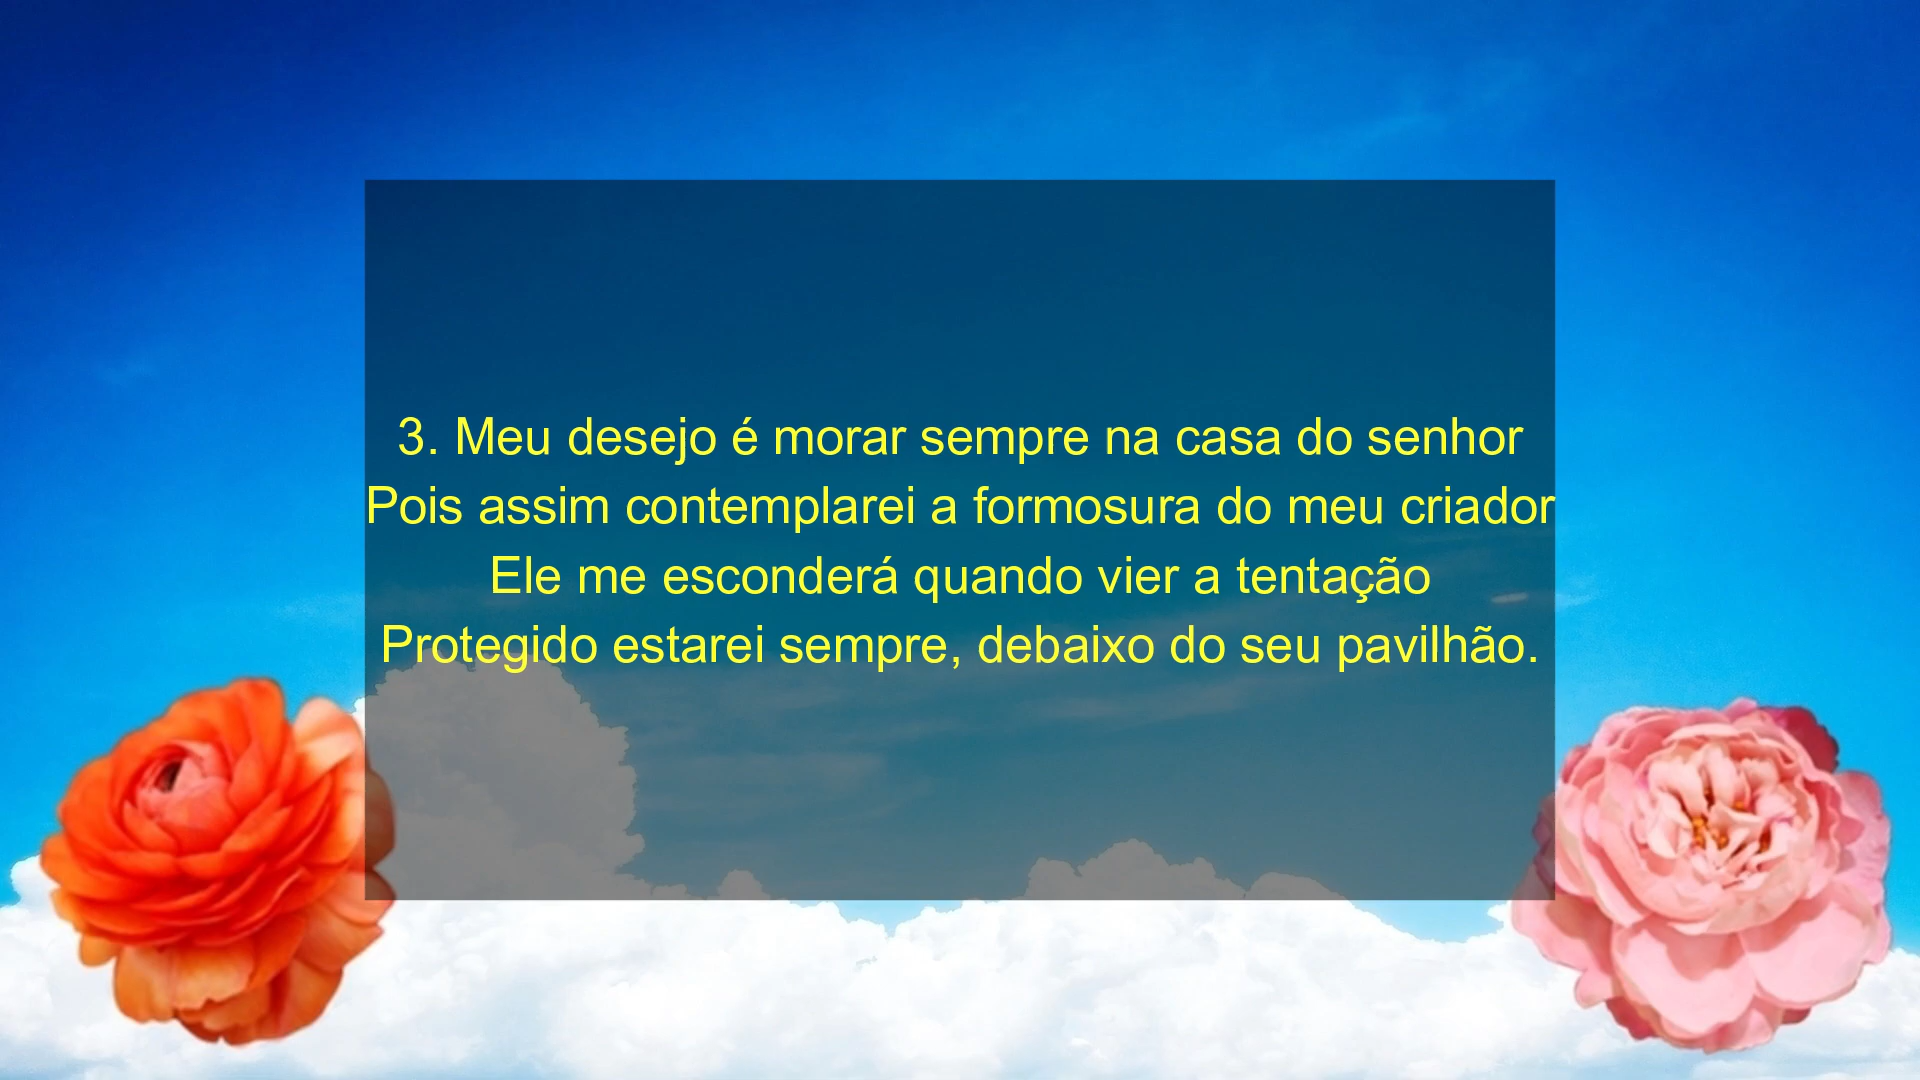 3. Meu desejo é morar sempre na casa do senhor
Pois assim contemplarei a formosura do meu criador
Ele me esconderá quando vier a tentação
Protegido estarei sempre, debaixo do seu pavilhão.